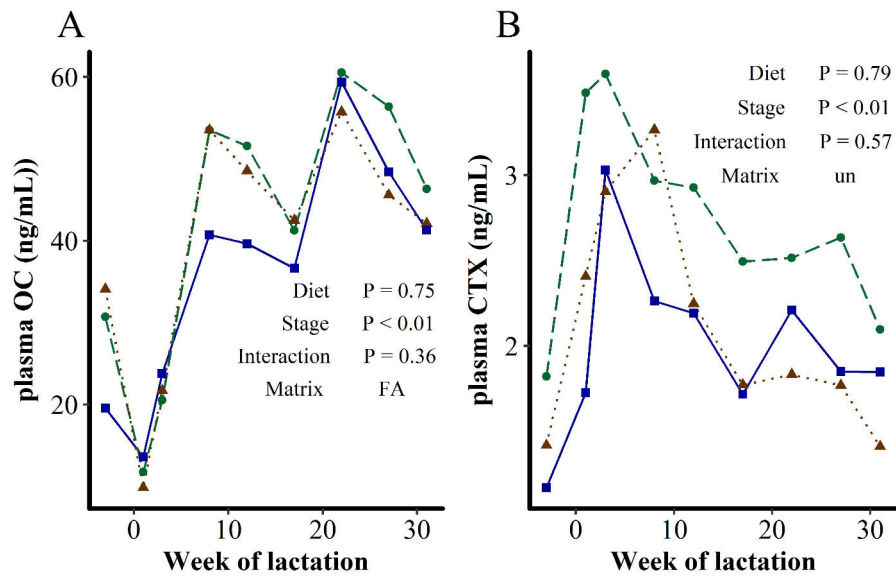 A
plasma OC (ng/mL))
60
40
20
Diet P = 0.75
Stage P < 0.01
Interaction P = 0.36
Matrix FA
0 10 20 30
Week of lactation
B
plasma CTX (ng/mL)
3
2
Diet P = 0.79
Stage P < 0.01
Interaction P = 0.57
Matrix un
0 10 20 30
Week of lactation